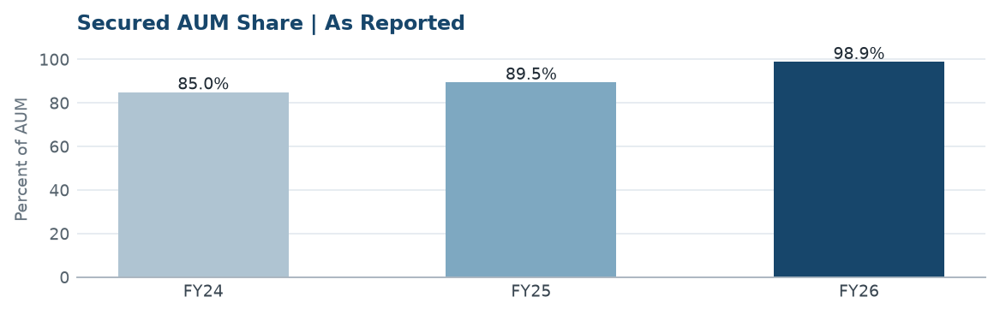 Secured AUM Share | As Reported
Percent of AUM
100
80
60
40
20
0
85.0%
89.5%
98.9%
FY24
FY25
FY26